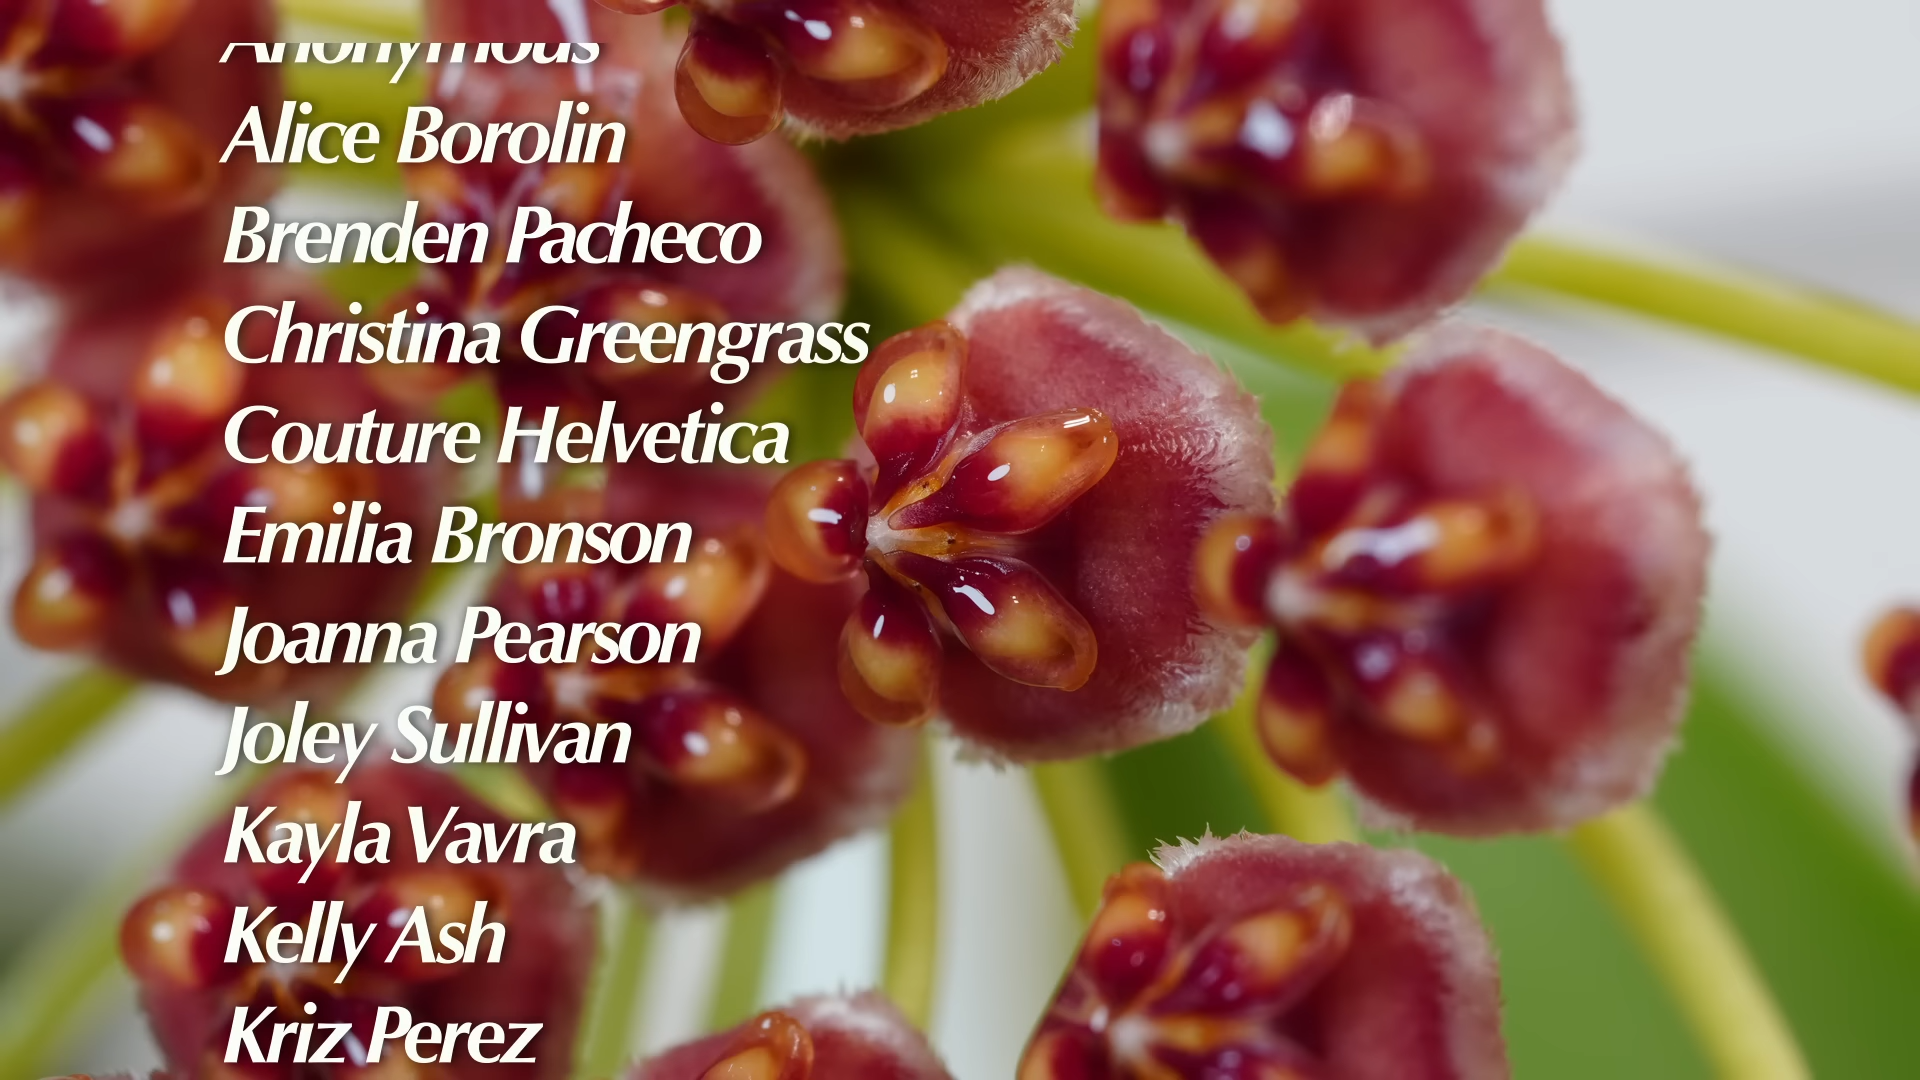 Anonymous
Alice Borolin
Brenden Pacheco
Christina Greengrass
Couture Helvetica
Emilia Bronson
Joanna Pearson
Joley Sullivan
Kayla Vavra
Kelly Ash
Kriz Perez